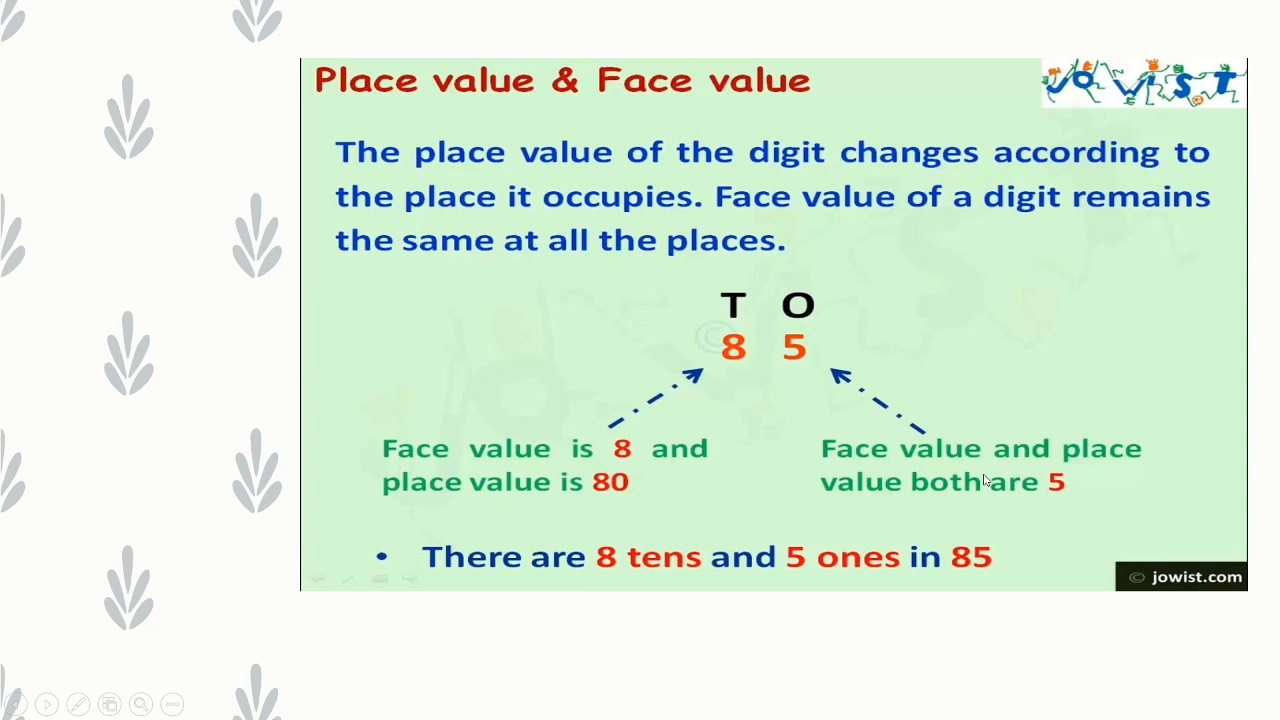 Place value & Face value
JOWIST
The place value of the digit changes according to
the place it occupies. Face value of a digit remains
the same at all the places.
T O
8 5
Face value is 8 and
place value is 80
Face value and place
value both are 5
• There are 8 tens and 5 ones in 85
© jowist.com